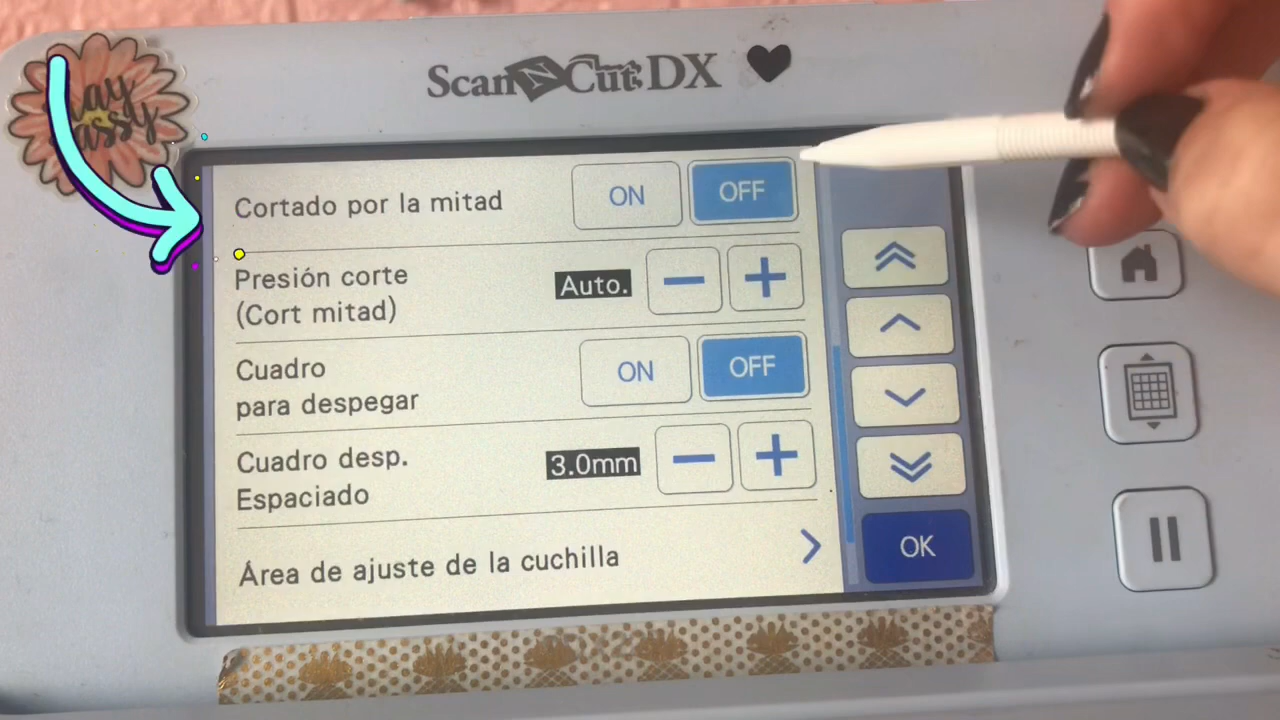 ScanNCut DX
Cortado por la mitad ON OFF
Presión corte
(Cort mitad) Auto.
Cuadro
para despegar ON OFF
Cuadro desp.
Espaciado 3.0mm
Área de ajuste de la cuchilla
OK